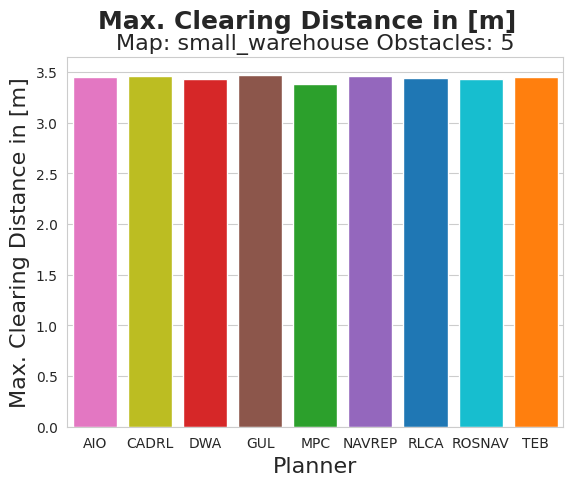 Max. Clearing Distance in [m]
Map: small_warehouse Obstacles: 5
Max. Clearing Distance in [m]
3.5
3.0
2.5
2.0
1.5
1.0
0.5
0.0
AIO CADRL DWA GUL MPC NAVREP RLCA ROSNAV TEB
Planner